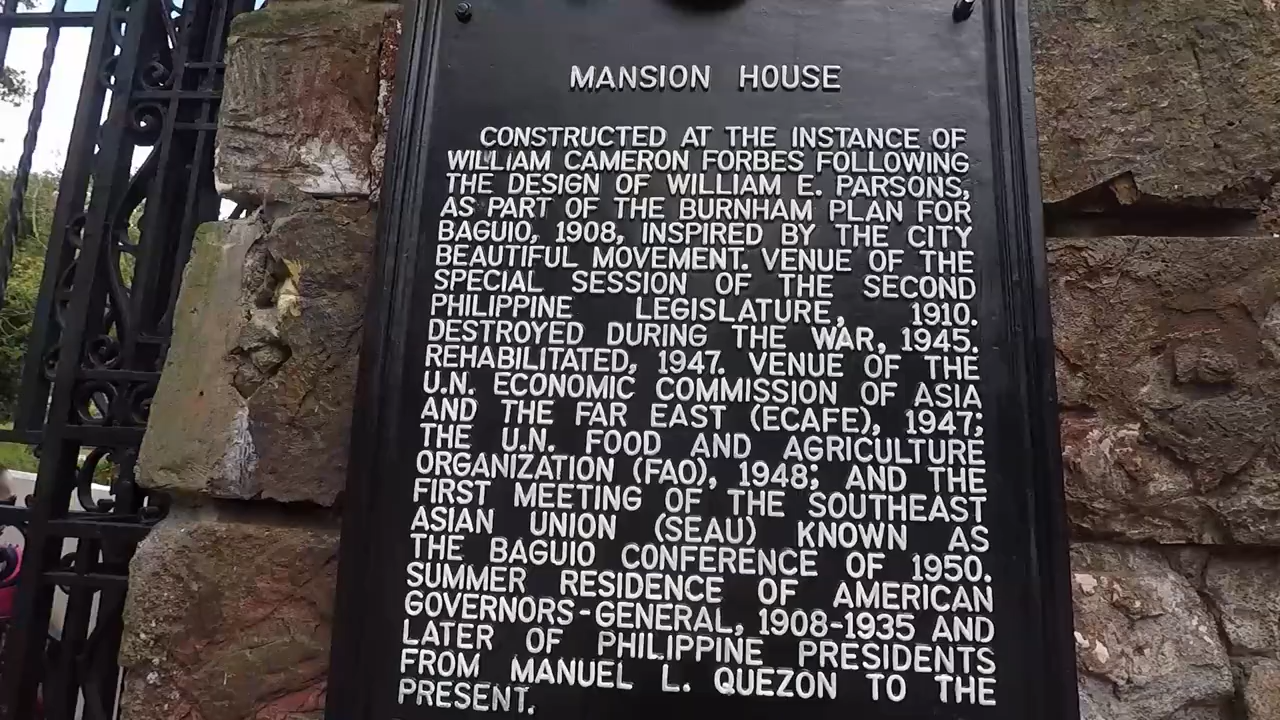 MANSION HOUSE
CONSTRUCTED AT THE INSTANCE OF
WILLIAM CAMERON FORBES FOLLOWING
THE DESIGN OF WILLIAM E. PARSONS,
AS PART OF THE BURNHAM PLAN FOR
BAGUIO, 1908, INSPIRED BY THE CITY
BEAUTIFUL MOVEMENT. VENUE OF THE
SPECIAL SESSION OF THE SECOND
PHILIPPINE LEGISLATURE, 1910.
DESTROYED DURING THE WAR, 1945.
REHABILITATED, 1947. VENUE OF THE
U.N. ECONOMIC COMMISSION OF ASIA
AND THE FAR EAST (ECAFE), 1947;
THE U.N. FOOD AND AGRICULTURE
ORGANIZATION (FAO), 1948; AND THE
FIRST MEETING OF THE SOUTHEAST
ASIAN UNION (SEAU) KNOWN AS
THE BAGUIO CONFERENCE OF 1950.
SUMMER RESIDENCE OF AMERICAN
GOVERNORS-GENERAL, 1908-1935 AND
LATER OF PHILIPPINE PRESIDENTS
FROM MANUEL L. QUEZON TO THE
PRESENT.